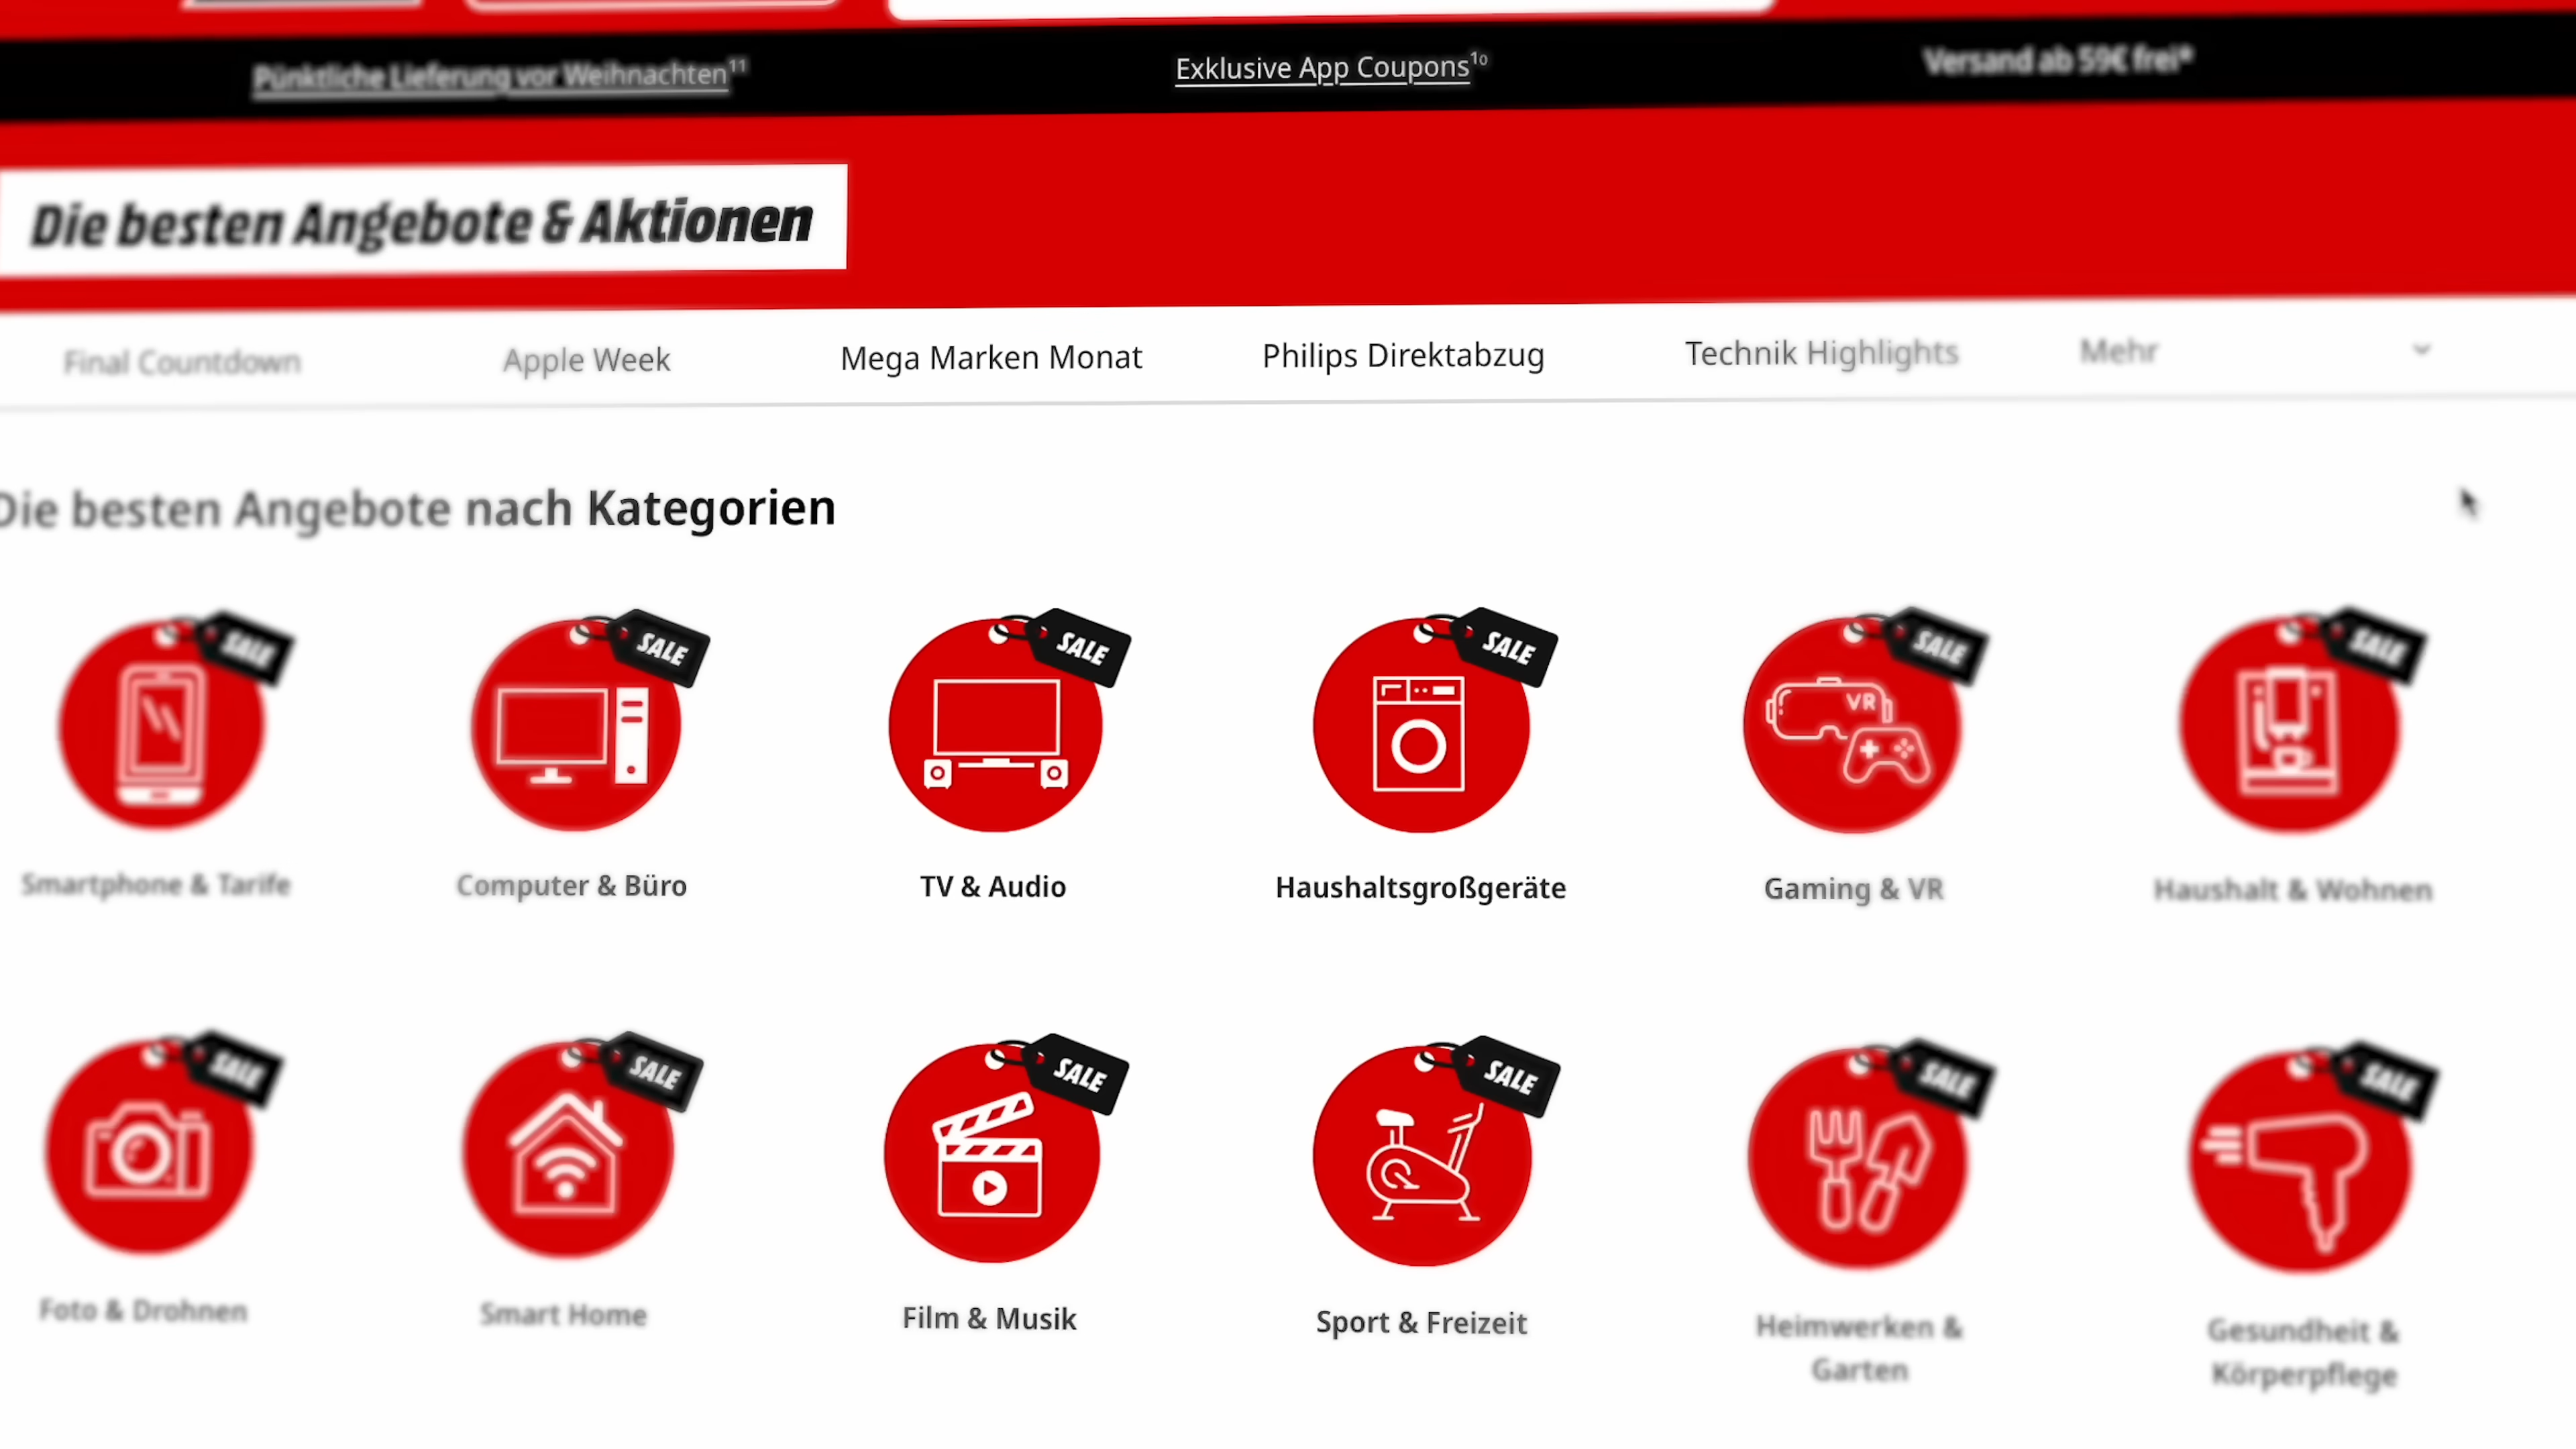 Pünktliche Lieferung vor Weihnachten¹¹
Exklusive App Coupons¹⁰
Versand ab 59€ frei*
Die besten Angebote & Aktionen
Final Countdown
Apple Week
Mega Marken Monat
Philips Direktabzug
Technik Highlights
Mehr
Die besten Angebote nach Kategorien
SALE
SALE
SALE
SALE
SALE
SALE
VR
Smartphone & Tarife
Computer & Büro
TV & Audio
Haushaltsgroßgeräte
Gaming & VR
Haushalt & Wohnen
SALE
SALE
SALE
SALE
SALE
SALE
Foto & Drohnen
Smart Home
Film & Musik
Sport & Freizeit
Heimwerken &
Garten
Gesundheit &
Körperpflege